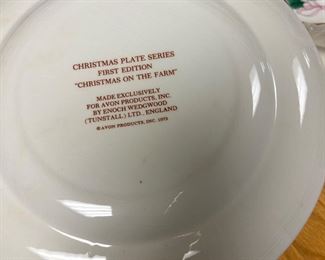 CHRISTMAS PLATE SERIES
FIRST EDITION
"CHRISTMAS ON THE FARM"
MADE EXCLUSIVELY
FOR AVON PRODUCTS, INC.
BY ENOCH WEDGWOOD
(TUNSTALL) LTD., ENGLAND
©AVON PRODUCTS, INC. 1973